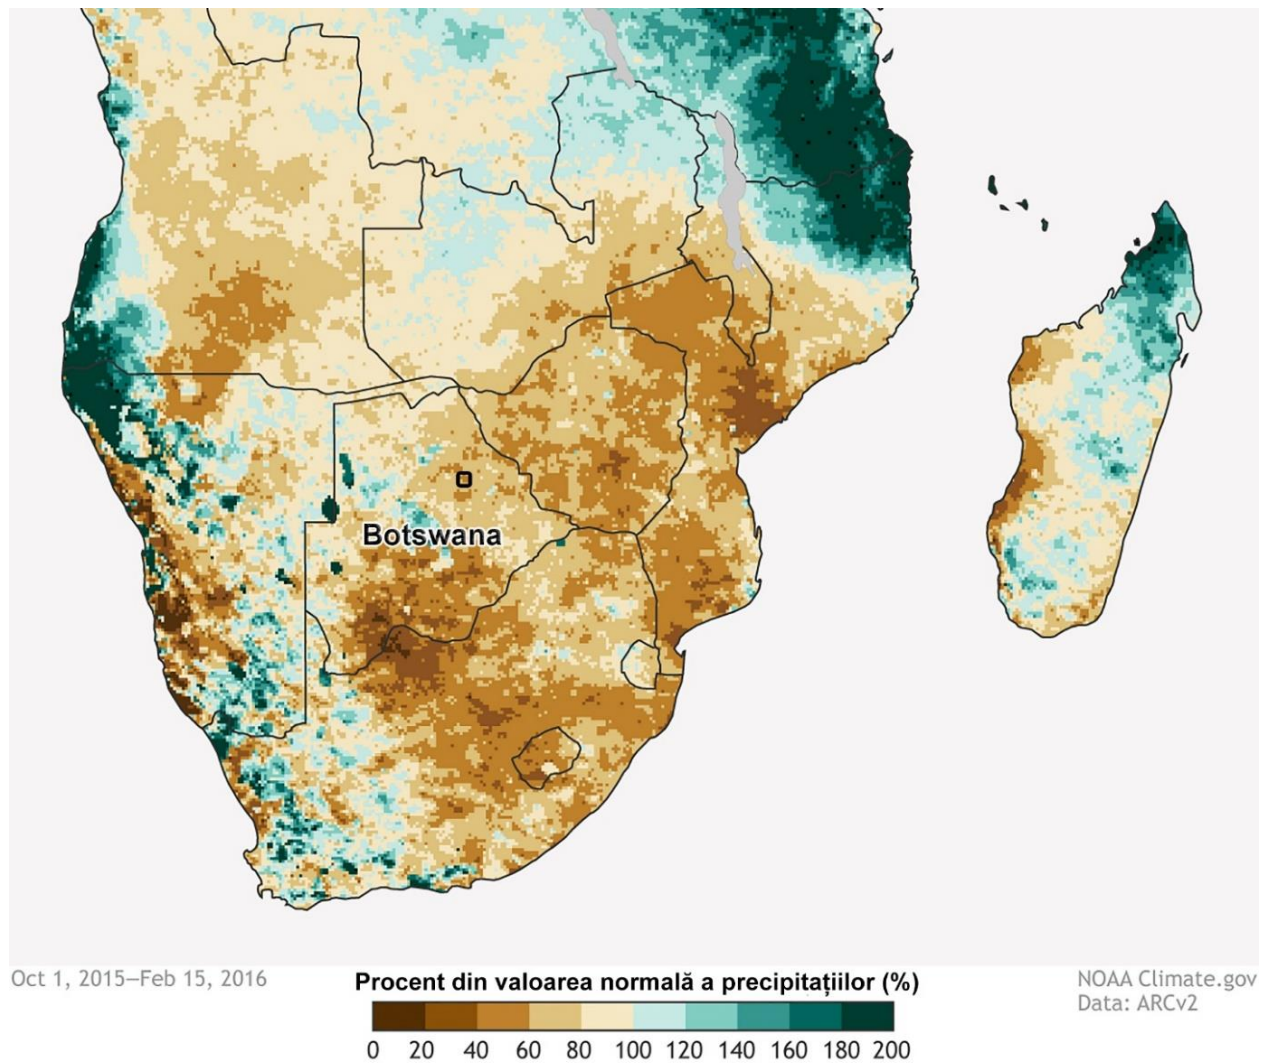 Botswana
Oct 1, 2015–Feb 15, 2016
Procent din valoarea normală a precipitațiilor (%)
NOAA Climate.gov
Data: ARCv2
0 20 40 60 80 100 120 140 160 180 200